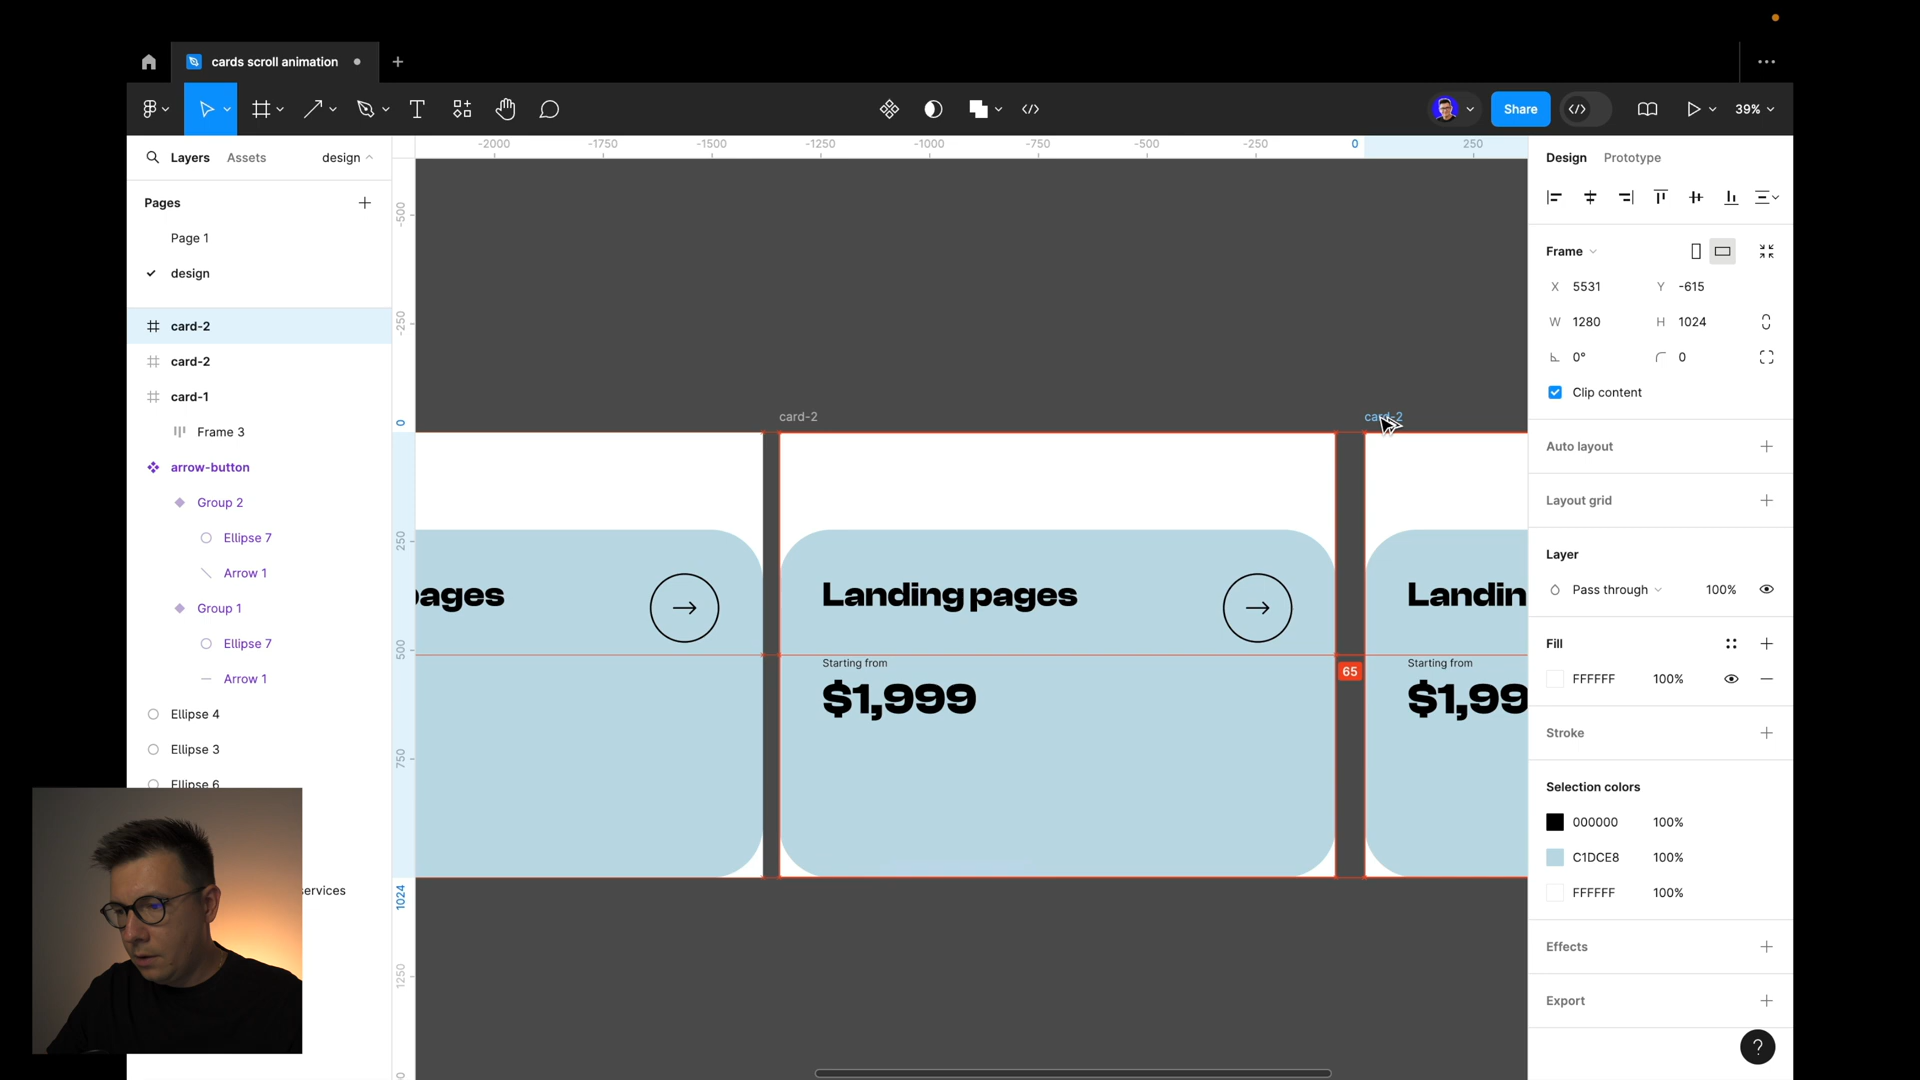 cards scroll animation
Share
39%
Layers
Assets
design
Pages
Page 1
design
card-2
card-2
card-1
Frame 3
arrow-button
Group 2
Ellipse 7
Arrow 1
Group 1
Ellipse 7
Arrow 1
Ellipse 4
Ellipse 3
Ellipse 6
ervices
-2000
-1750
-1500
-1250
-1000
-750
-500
-250
0
250
-500
-250
0
250
500
750
1024
1250
card-2
card-2
pages
Landing pages
Landin
Starting from
Starting from
$1,999
$1,99
65
Design
Prototype
Frame
X 5531
Y -615
W 1280
H 1024
0°
0
Clip content
Auto layout
Layout grid
Layer
Pass through
100%
Fill
FFFFFF
100%
Stroke
Selection colors
000000
100%
C1DCE8
100%
FFFFFF
100%
Effects
Export
?